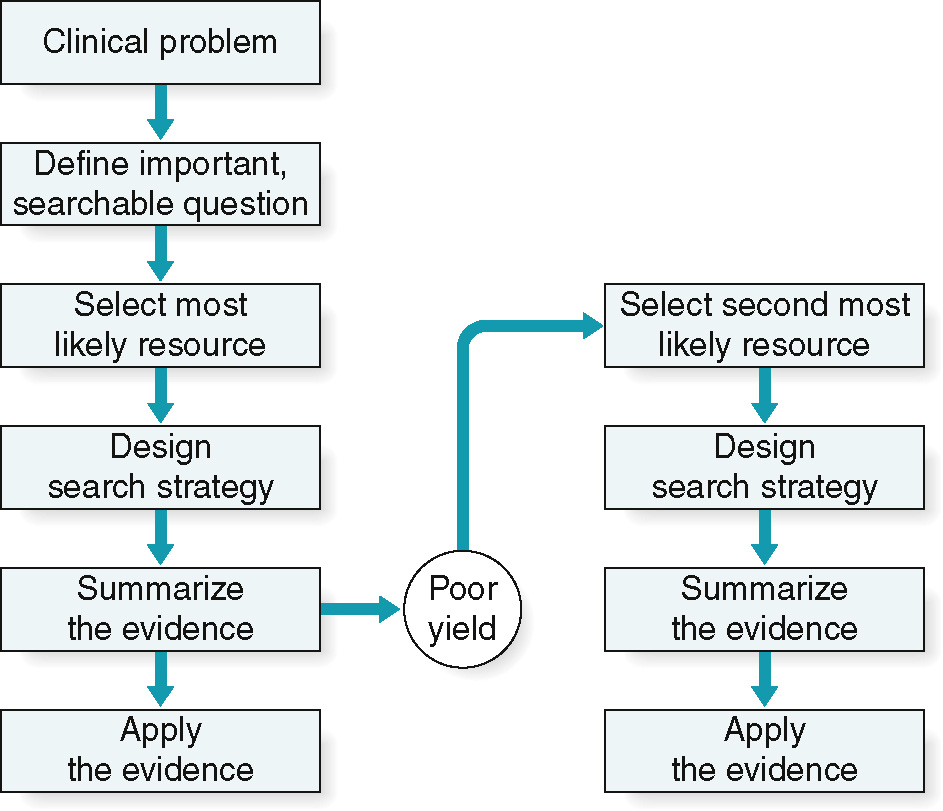 Clinical problem
Define important,
searchable question
Select most
likely resource
Design
search strategy
Summarize
the evidence
Apply
the evidence
Poor
yield
Select second most
likely resource
Design
search strategy
Summarize
the evidence
Apply
the evidence